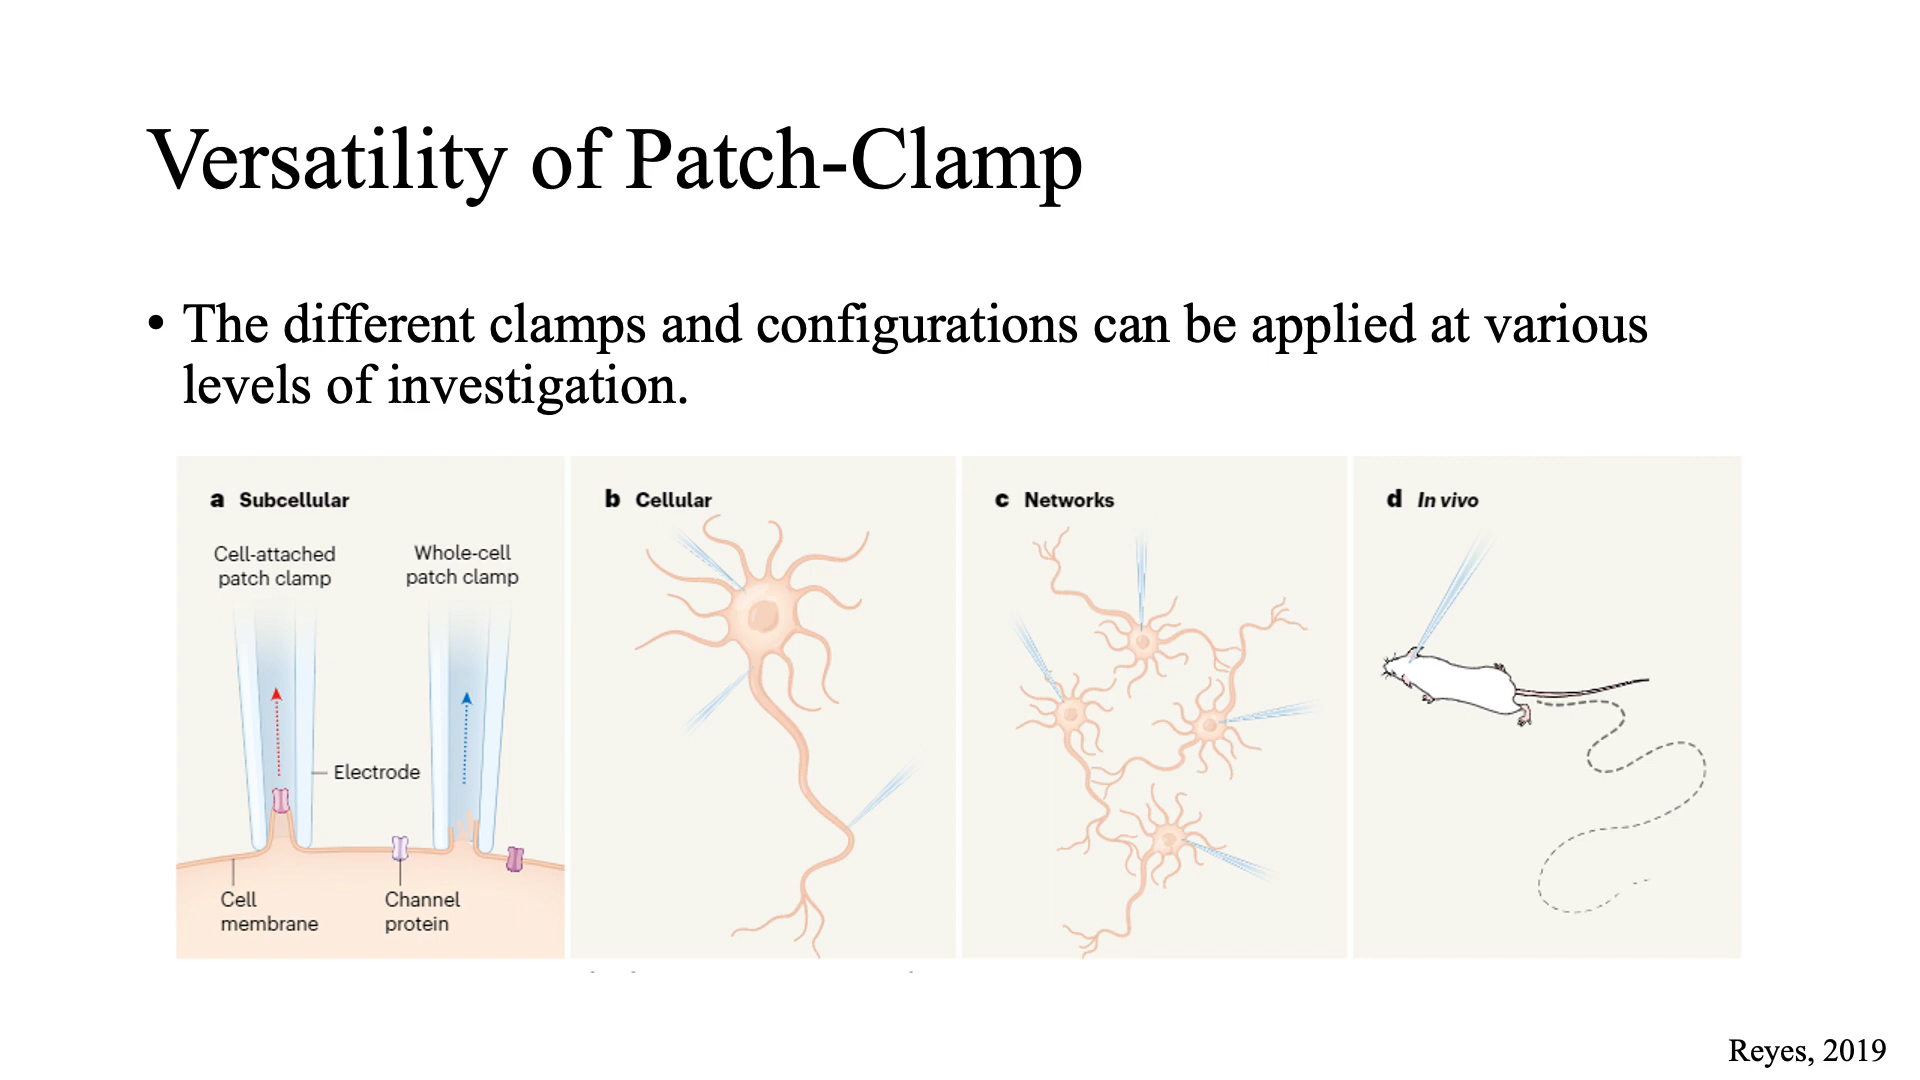 Versatility of Patch-Clamp
• The different clamps and configurations can be applied at various
levels of investigation.
a Subcellular
Cell-attached
patch clamp
Whole-cell
patch clamp
Electrode
Cell
membrane
Channel
protein
b Cellular
c Networks
d In vivo
Reyes, 2019